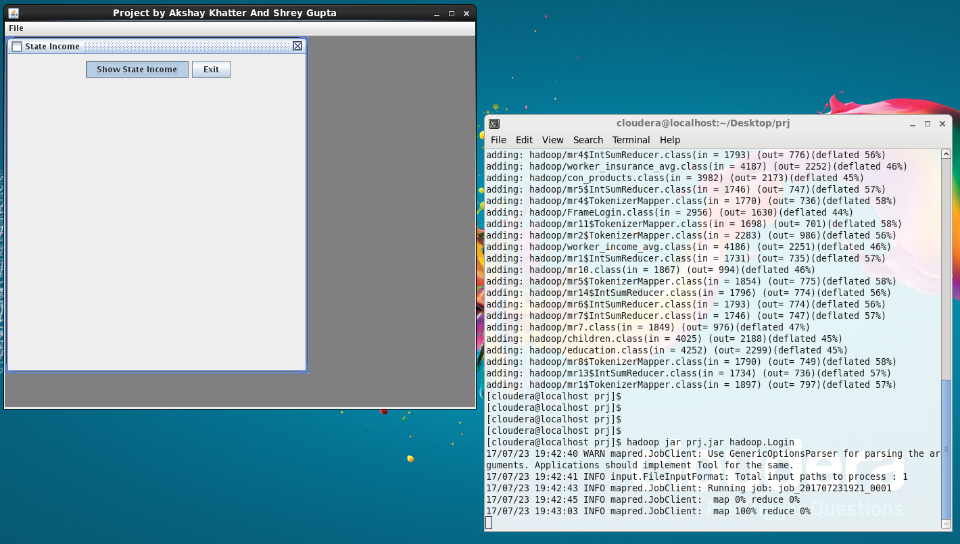 Project by Akshay Khatter And Shrey Gupta
File
State Income
Show State Income
Exit
cloudera@localhost:~/Desktop/prj
File Edit View Search Terminal Help
adding: hadoop/mr4$IntSumReducer.class(in = 1793) (out= 776)(deflated 56%)
adding: hadoop/worker_insurance_avg.class(in = 4187) (out= 2252)(deflated 46%)
adding: hadoop/con_products.class(in = 3982) (out= 2173)(deflated 45%)
adding: hadoop/mr5$IntSumReducer.class(in = 1746) (out= 747)(deflated 57%)
adding: hadoop/mr4$TokenizerMapper.class(in = 1770) (out= 736)(deflated 58%)
adding: hadoop/FrameLogin.class(in = 2956) (out= 1630)(deflated 44%)
adding: hadoop/mr11$TokenizerMapper.class(in = 1698) (out= 701)(deflated 58%)
adding: hadoop/mr2$TokenizerMapper.class(in = 2283) (out= 986)(deflated 56%)
adding: hadoop/worker_income_avg.class(in = 4186) (out= 2251)(deflated 46%)
adding: hadoop/mr1$IntSumReducer.class(in = 1731) (out= 735)(deflated 57%)
adding: hadoop/mr10.class(in = 1867) (out= 994)(deflated 46%)
adding: hadoop/mr5$TokenizerMapper.class(in = 1854) (out= 775)(deflated 58%)
adding: hadoop/mr14$IntSumReducer.class(in = 1796) (out= 774)(deflated 56%)
adding: hadoop/mr6$IntSumReducer.class(in = 1793) (out= 774)(deflated 56%)
adding: hadoop/mr7$IntSumReducer.class(in = 1746) (out= 747)(deflated 57%)
adding: hadoop/mr7.class(in = 1849) (out= 976)(deflated 47%)
adding: hadoop/children.class(in = 4025) (out= 2188)(deflated 45%)
adding: hadoop/education.class(in = 4252) (out= 2299)(deflated 45%)
adding: hadoop/mr8$TokenizerMapper.class(in = 1790) (out= 749)(deflated 58%)
adding: hadoop/mr13$IntSumReducer.class(in = 1734) (out= 736)(deflated 57%)
adding: hadoop/mr1$TokenizerMapper.class(in = 1897) (out= 797)(deflated 57%)
[cloudera@localhost prj]$
[cloudera@localhost prj]$
[cloudera@localhost prj]$
[cloudera@localhost prj]$
[cloudera@localhost prj]$ hadoop jar prj.jar hadoop.Login
17/07/23 19:42:40 WARN mapred.JobClient: Use GenericOptionsParser for parsing the ar
guments. Applications should implement Tool for the same.
17/07/23 19:42:41 INFO input.FileInputFormat: Total input paths to process : 1
17/07/23 19:42:43 INFO mapred.JobClient: Running job: job_201707231921_0001
17/07/23 19:42:45 INFO mapred.JobClient:  map 0% reduce 0%
17/07/23 19:43:03 INFO mapred.JobClient:  map 100% reduce 0%
Questions